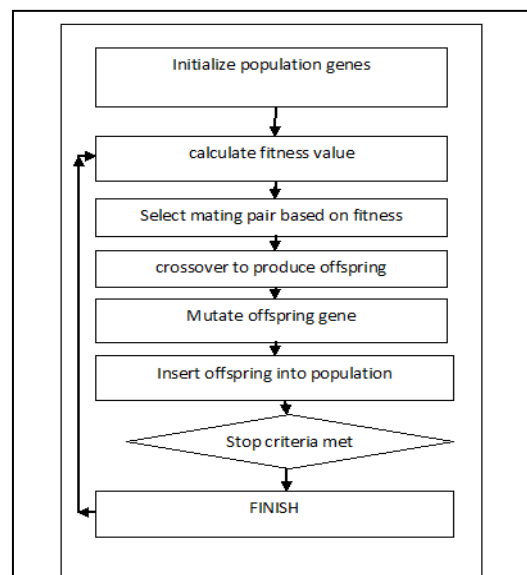 Initialize population genes
calculate fitness value
Select mating pair based on fitness
crossover to produce offspring
Mutate offspring gene
Insert offspring into population
Stop criteria met
FINISH